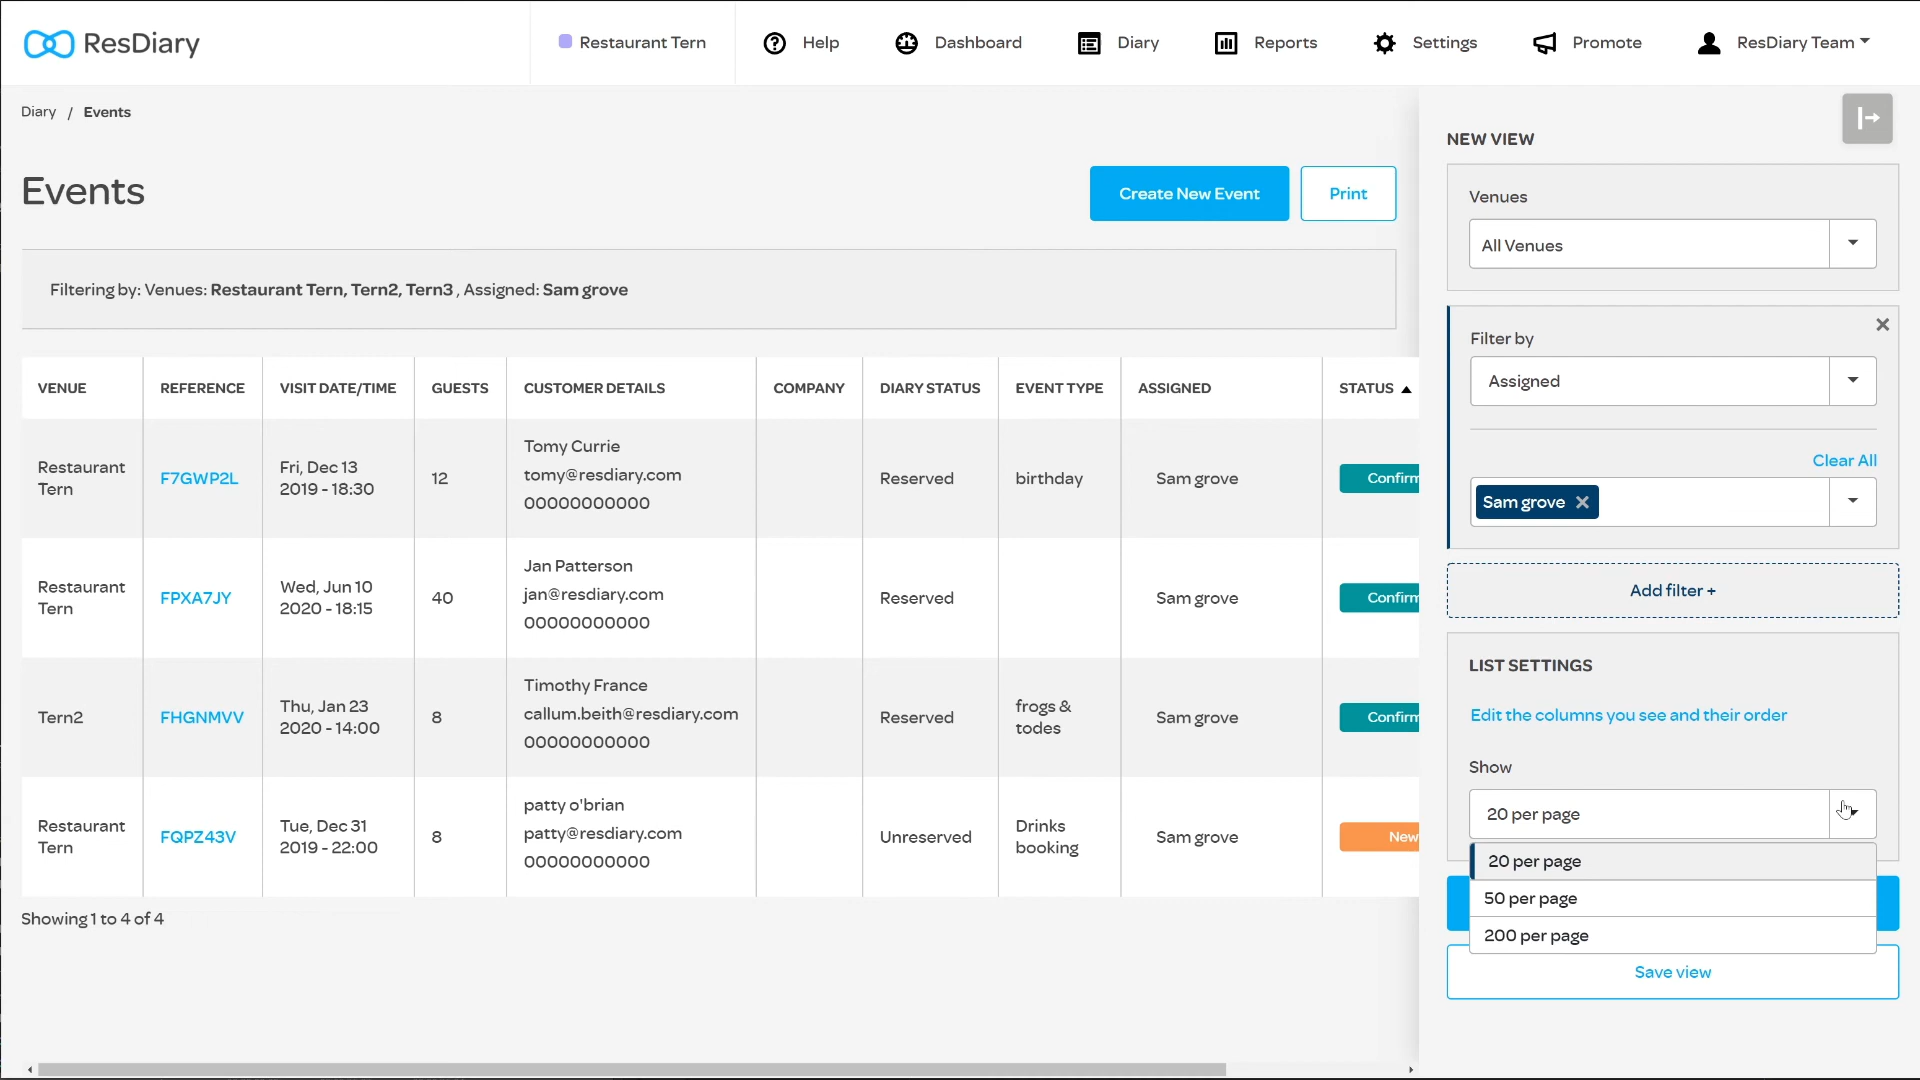 ResDiary
Restaurant Tern
Help
Dashboard
Diary
Reports
Settings
Promote
ResDiary Team
Diary / Events
Events
Create New Event
Print
Filtering by: Venues: Restaurant Tern, Tern2, Tern3 , Assigned: Sam grove
VENUE
REFERENCE
VISIT DATE/TIME
GUESTS
CUSTOMER DETAILS
COMPANY
DIARY STATUS
EVENT TYPE
ASSIGNED
STATUS
Restaurant
Tern
F7GWP2L
Fri, Dec 13
2019 - 18:30
12
Tomy Currie
tomy@resdiary.com
00000000000
Reserved
birthday
Sam grove
Confirm
Restaurant
Tern
FPXA7JY
Wed, Jun 10
2020 - 18:15
40
Jan Patterson
jan@resdiary.com
00000000000
Reserved
Sam grove
Confirm
Tern2
FHGNMVV
Thu, Jan 23
2020 - 14:00
8
Timothy France
callum.beith@resdiary.com
00000000000
Reserved
frogs &
todes
Sam grove
Confirm
Restaurant
Tern
FQPZ43V
Tue, Dec 31
2019 - 22:00
8
patty o'brian
patty@resdiary.com
00000000000
Unreserved
Drinks
booking
Sam grove
New
Showing 1 to 4 of 4
NEW VIEW
Venues
All Venues
Filter by
Assigned
Clear All
Sam grove
Add filter +
LIST SETTINGS
Edit the columns you see and their order
Show
20 per page
20 per page
50 per page
200 per page
Save view